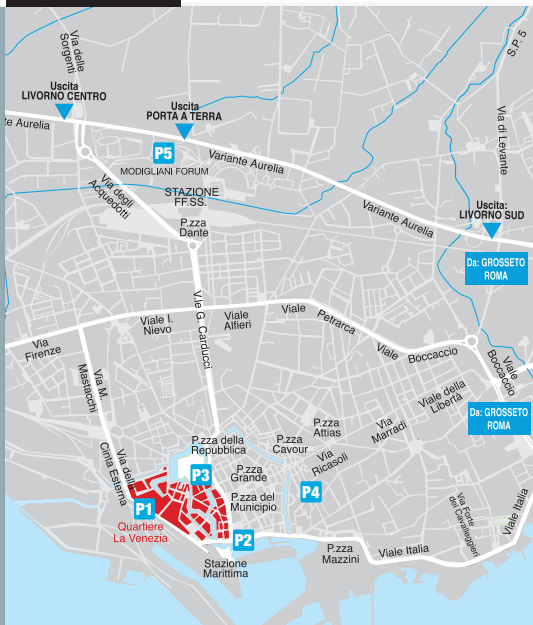 Via delle
Sorgenti
S.P. 5
Uscita
LIVORNO CENTRO
Uscita
PORTA A TERRA
te Aurelia
P5
Variante Aurelia
MODIGLIANI FORUM
Via di Levante
Via degli
Acquedotti
STAZIONE
FF.SS.
Variante Aurelia
Uscita:
LIVORNO SUD
P.zza
Dante
Da: GROSSETO
ROMA
V.le G. Carducci
Viale I.
Nievo
Viale
Alfieri
Viale
Petrarca
Via
Firenze
Viale
Boccaccio
Viale
Boccaccio
Via M.
Mastacchi
Viale della
Libertà
Da: GROSSETO
ROMA
P.zza della
Repubblica
P.zza
Cavour
P.zza
Attias
Via
Marradi
Via
Ricasoli
Via della
Cinta Esterna
P3
P.zza
Grande
P4
P.zza del
Municipio
P1
Quartiere
La Venezia
P2
Via Forte
dei Cavalleggeri
Viale Italia
Stazione
Marittima
P.zza
Mazzini
Viale Italia